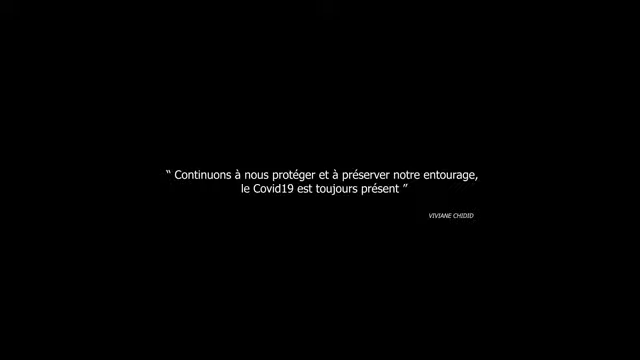 “ Continuons à nous protéger et à préserver notre entourage,
le Covid19 est toujours présent ”
VIVIANE CHIDID